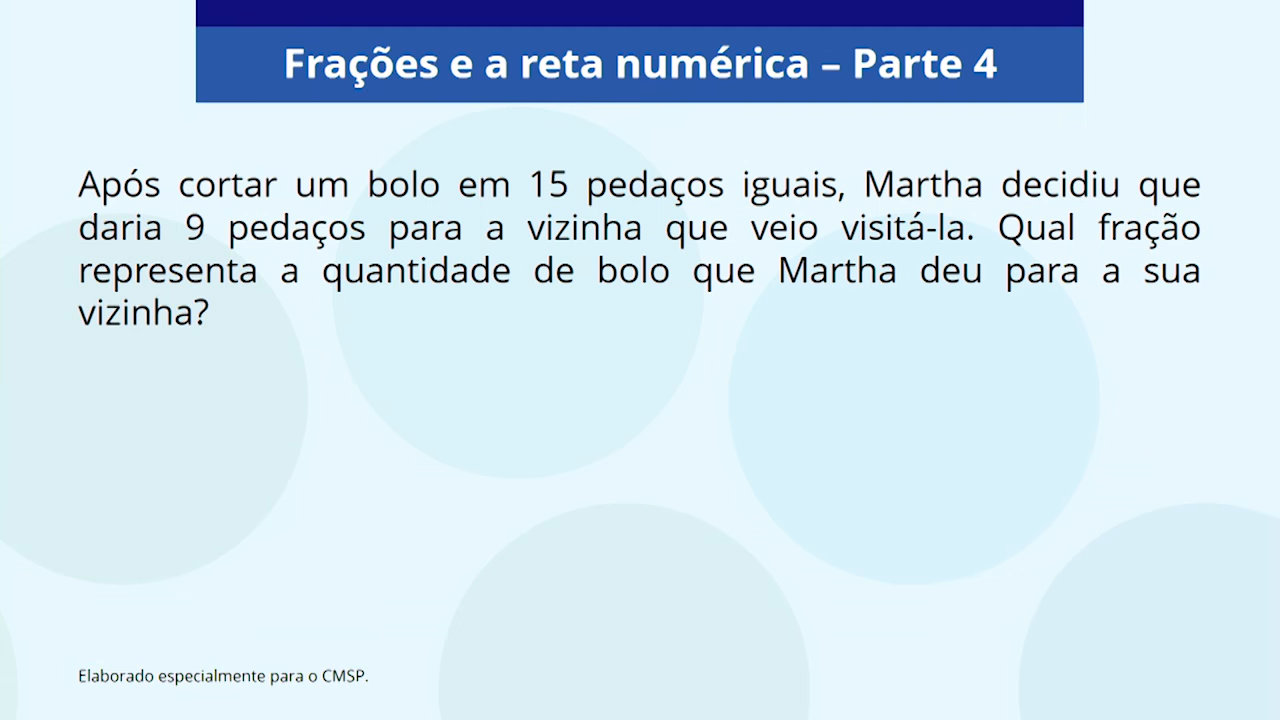 Frações e a reta numérica – Parte 4
Após cortar um bolo em 15 pedaços iguais, Martha decidiu que
daria 9 pedaços para a vizinha que veio visitá-la. Qual fração
representa a quantidade de bolo que Martha deu para a sua
vizinha?
Elaborado especialmente para o CMSP.